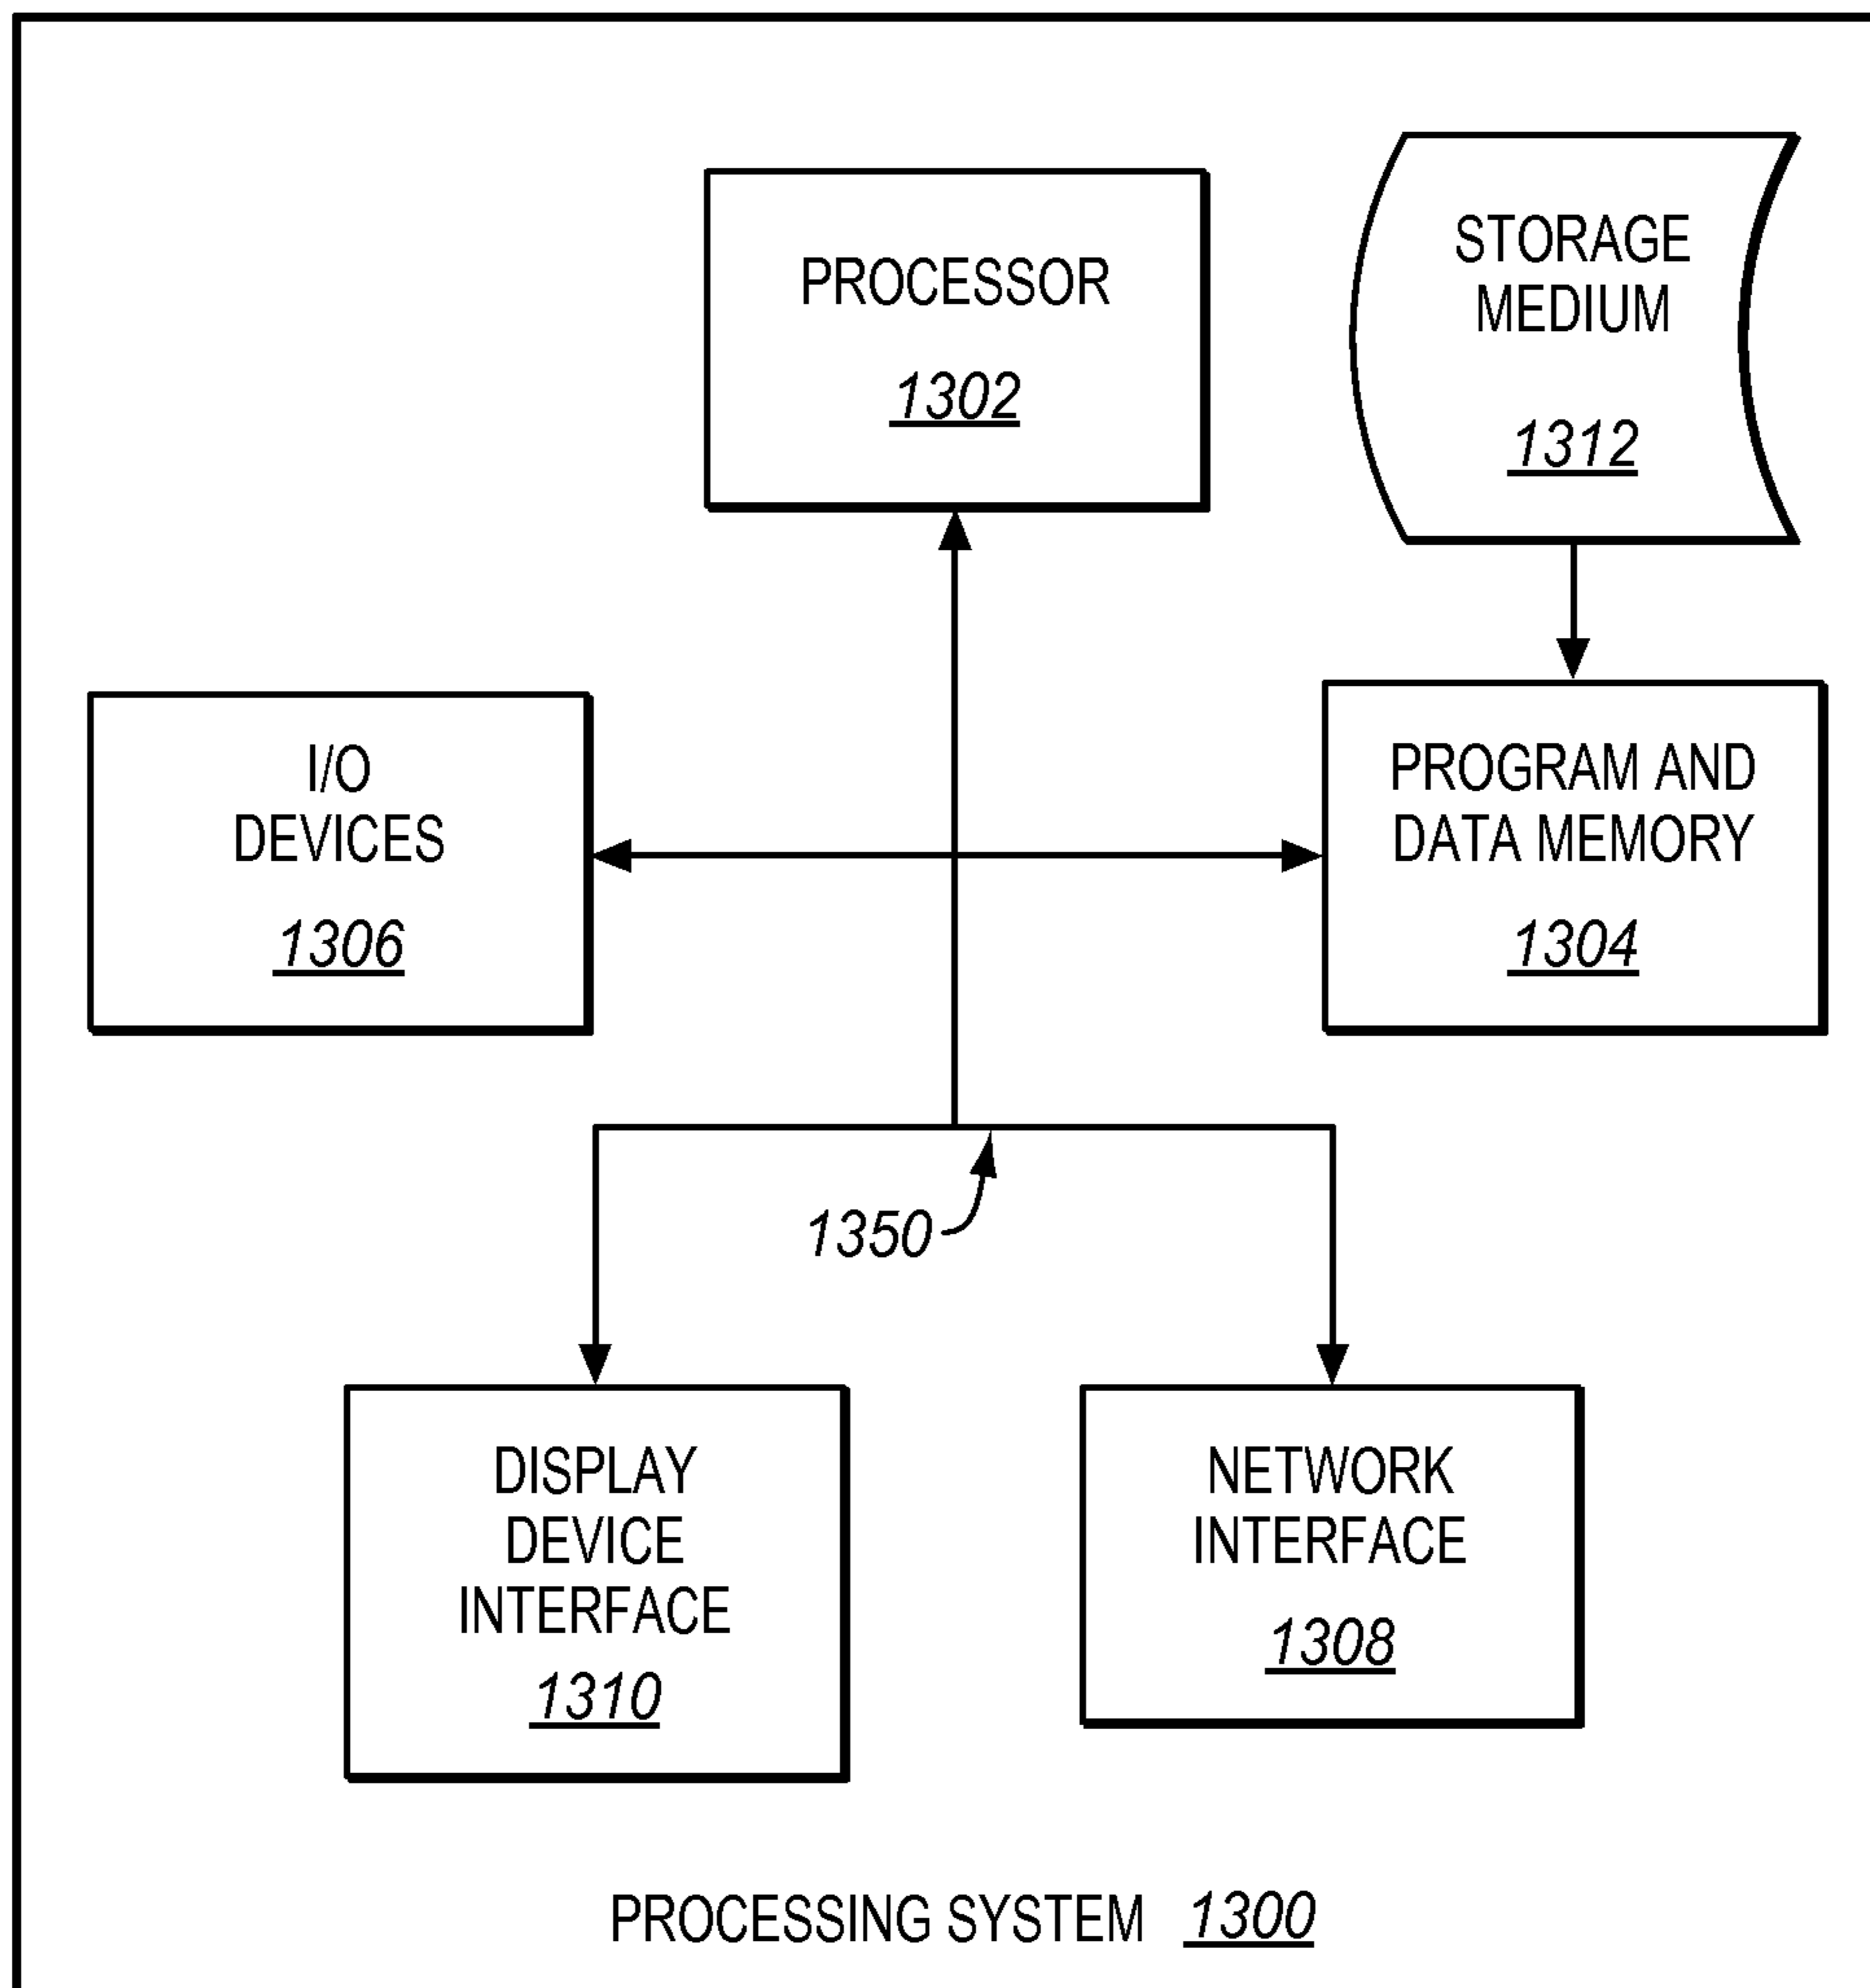 PROCESSOR
1302
STORAGE
MEDIUM
1312
I/O
DEVICES
1306
PROGRAM AND
DATA MEMORY
1304
1350
DISPLAY
DEVICE
INTERFACE
1310
NETWORK
INTERFACE
1308
PROCESSING SYSTEM 1300